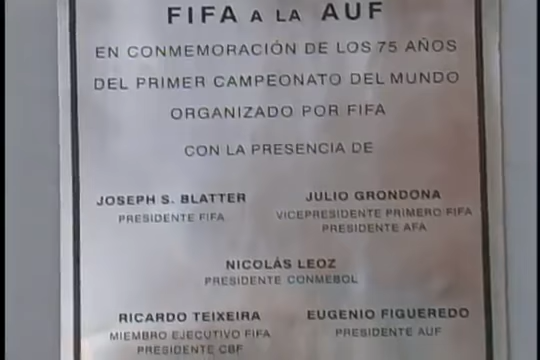 FIFA A LA AUF
EN CONMEMORACIÓN DE LOS 75 AÑOS
DEL PRIMER CAMPEONATO DEL MUNDO
ORGANIZADO POR FIFA
CON LA PRESENCIA DE
JOSEPH S. BLATTER
PRESIDENTE FIFA
JULIO GRONDONA
VICEPRESIDENTE PRIMERO FIFA
PRESIDENTE AFA
NICOLÁS LEOZ
PRESIDENTE CONMEBOL
RICARDO TEIXEIRA
MIEMBRO EJECUTIVO FIFA
PRESIDENTE CBF
EUGENIO FIGUEREDO
PRESIDENTE AUF